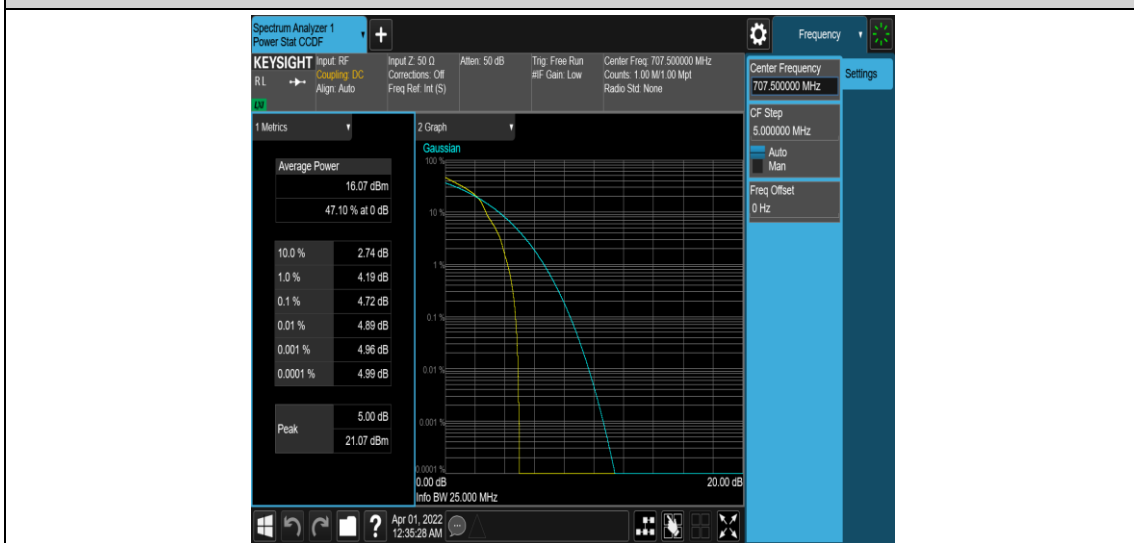 Spectrum Analyzer 1
Power Stat CCDF
Frequency
KEYSIGHT
RL
LXI
Input: RF
Coupling: DC
Align: Auto
Input Z: 50 Ω
Corrections: Off
Freq Ref: Int (S)
Atten: 50 dB
Trig: Free Run
#IF Gain: Low
Center Freq: 707.500000 MHz
Counts: 1.00 M/1.00 Mpt
Radio Std: None
Center Frequency
707.500000 MHz
Settings
CF Step
5.000000 MHz
Auto
Man
Freq Offset
0 Hz
1 Metrics
Average Power
16.07 dBm
47.10 % at 0 dB
10.0 % 2.74 dB
1.0 % 4.19 dB
0.1 % 4.72 dB
0.01 % 4.89 dB
0.001 % 4.96 dB
0.0001 % 4.99 dB
Peak
5.00 dB
21.07 dBm
2 Graph
Gaussian
100 %
10 %
1 %
0.1 %
0.01 %
0.001 %
0.0001 %
0.00 dB 20.00 dB
Info BW 25.000 MHz
?
Apr 01, 2022
12:35:28 AM